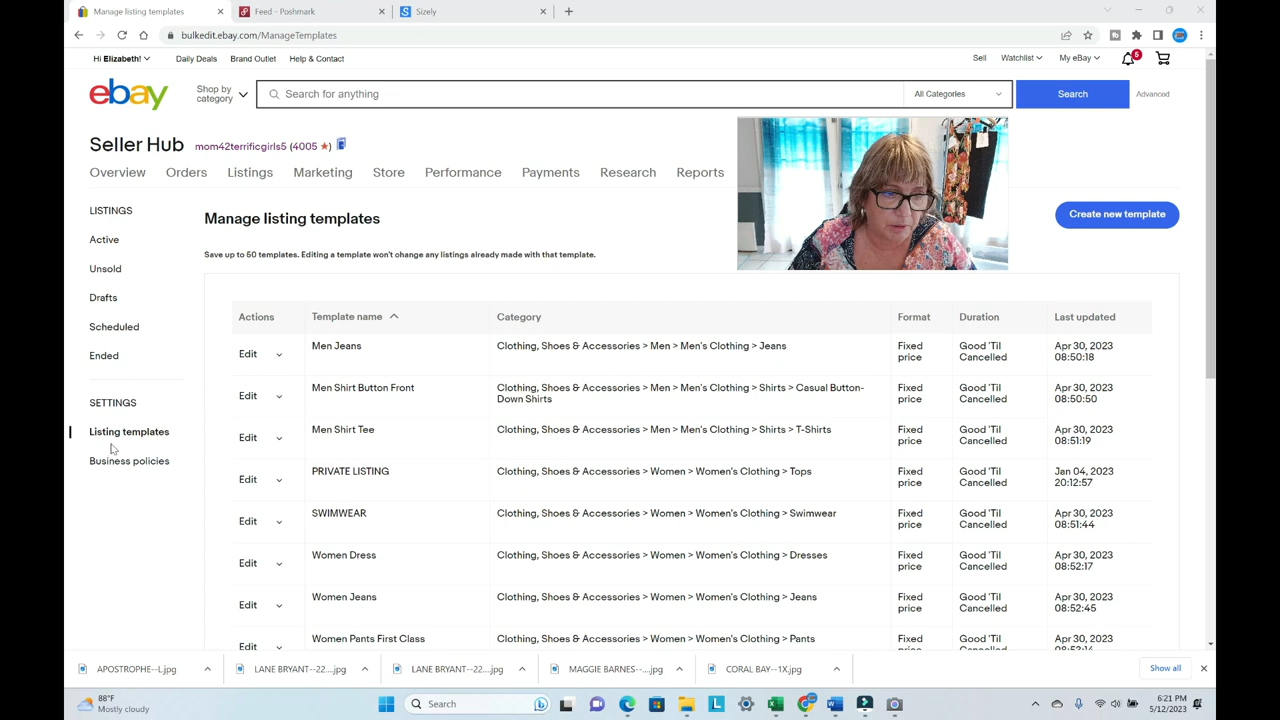 Manage listing templates
Feed - Poshmark
Sizely
bulkedit.ebay.com/ManageTemplates
Hi Elizabeth!
Daily Deals
Brand Outlet
Help & Contact
Sell
Watchlist
My eBay
5
ebay
Shop by
category
Search for anything
All Categories
Search
Advanced
Seller Hub
mom42terrificgirls5 (4005 ★)
Overview
Orders
Listings
Marketing
Store
Performance
Payments
Research
Reports
LISTINGS
Active
Unsold
Drafts
Scheduled
Ended
SETTINGS
Listing templates
Business policies
Manage listing templates
Create new template
Save up to 50 templates. Editing a template won't change any listings already made with that template.
Actions
Template name
Category
Format
Duration
Last updated
Edit
Men Jeans
Clothing, Shoes & Accessories > Men > Men's Clothing > Jeans
Fixed
price
Good 'Til
Cancelled
Apr 30, 2023
08:50:18
Edit
Men Shirt Button Front
Clothing, Shoes & Accessories > Men > Men's Clothing > Shirts > Casual Button-
Down Shirts
Fixed
price
Good 'Til
Cancelled
Apr 30, 2023
08:50:50
Edit
Men Shirt Tee
Clothing, Shoes & Accessories > Men > Men's Clothing > Shirts > T-Shirts
Fixed
price
Good 'Til
Cancelled
Apr 30, 2023
08:51:19
Edit
PRIVATE LISTING
Clothing, Shoes & Accessories > Women > Women's Clothing > Tops
Fixed
price
Good 'Til
Cancelled
Jan 04, 2023
20:12:57
Edit
SWIMWEAR
Clothing, Shoes & Accessories > Women > Women's Clothing > Swimwear
Fixed
price
Good 'Til
Cancelled
Apr 30, 2023
08:51:44
Edit
Women Dress
Clothing, Shoes & Accessories > Women > Women's Clothing > Dresses
Fixed
price
Good 'Til
Cancelled
Apr 30, 2023
08:52:17
Edit
Women Jeans
Clothing, Shoes & Accessories > Women > Women's Clothing > Jeans
Fixed
price
Good 'Til
Cancelled
Apr 30, 2023
08:52:45
Edit
Women Pants First Class
Clothing, Shoes & Accessories > Women > Women's Clothing > Pants
Fixed
Good 'Til
Apr 30, 2023
APOSTROPHE--L.jpg
LANE BRYANT--22....jpg
LANE BRYANT--22....jpg
MAGGIE BARNES--....jpg
CORAL BAY--1X.jpg
Show all
88°F
Mostly cloudy
Search
6:21 PM
5/12/2023